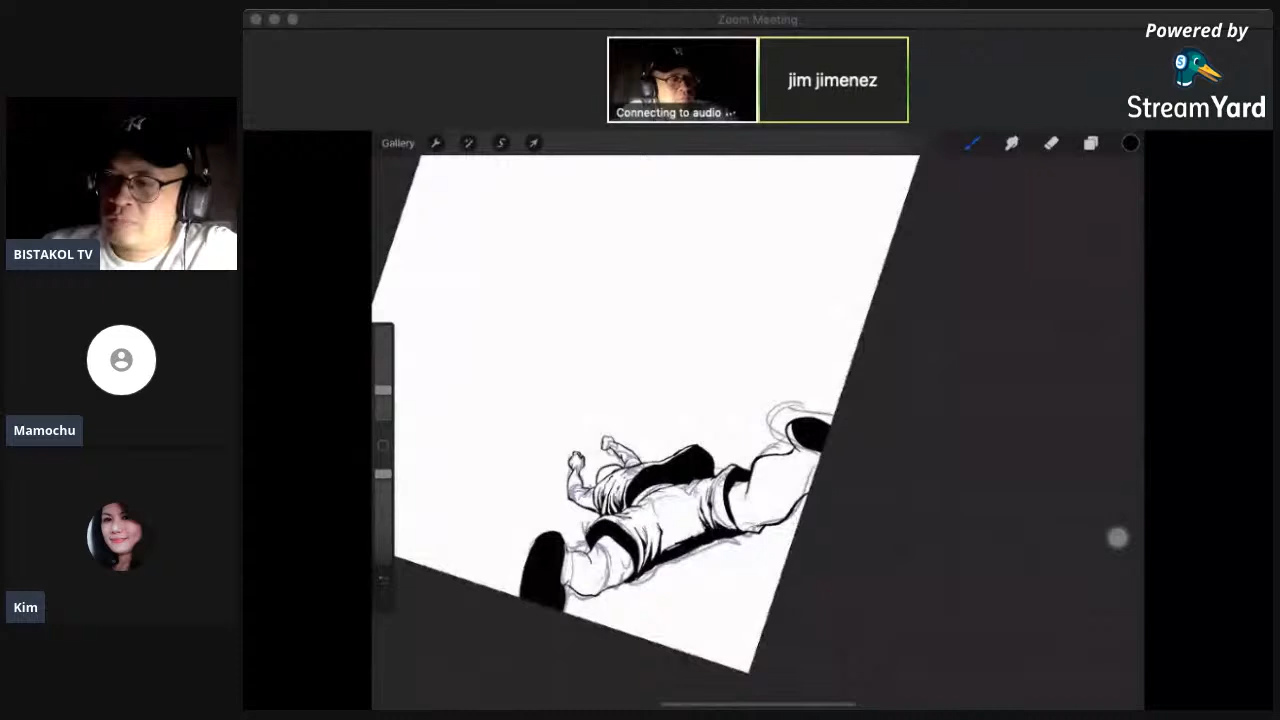 Zoom Meeting
Powered by
StreamYard
Connecting to audio ...
jim jimenez
Gallery
BISTAKOL TV
Mamochu
Kim